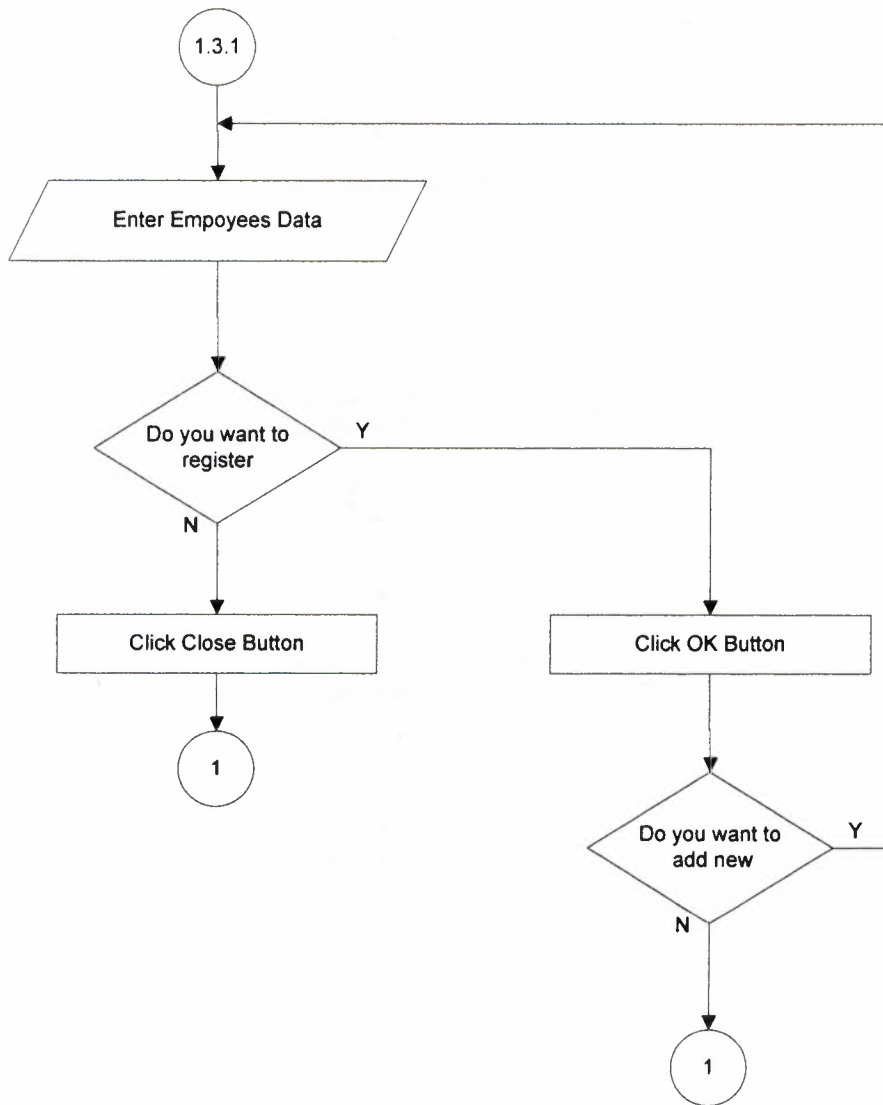 1.3.1
Enter Empoyees Data
Do you want to
register
Y
N
Click Close Button
Click OK Button
1
Do you want to
add new
Y
N
1